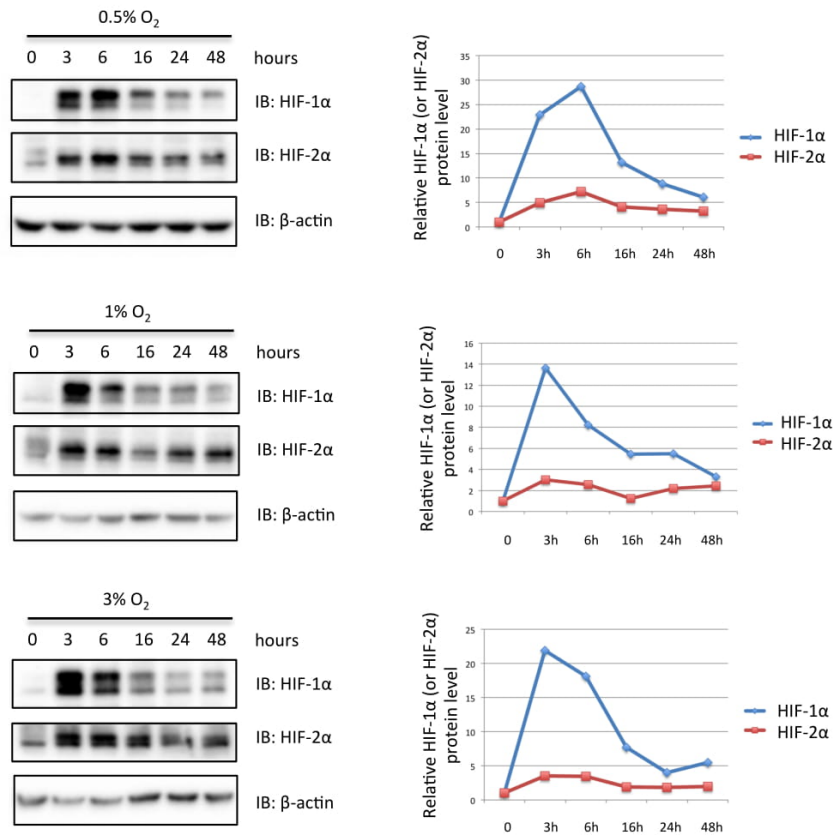 0.5% O₂
0 3 6 16 24 48 hours
IB: HIF-1α
IB: HIF-2α
IB: β-actin
Relative HIF-1α (or HIF-2α)
protein level
35
30
25
20
15
10
5
0
0 3h 6h 16h 24h 48h
HIF-1α
HIF-2α
1% O₂
0 3 6 16 24 48 hours
IB: HIF-1α
IB: HIF-2α
IB: β-actin
Relative HIF-1α (or HIF-2α)
protein level
16
14
12
10
8
6
4
2
0
0 3h 6h 16h 24h 48h
HIF-1α
HIF-2α
3% O₂
0 3 6 16 24 48 hours
IB: HIF-1α
IB: HIF-2α
IB: β-actin
Relative HIF-1α (or HIF-2α)
protein level
25
20
15
10
5
0
0 3h 6h 16h 24h 48h
HIF-1α
HIF-2α